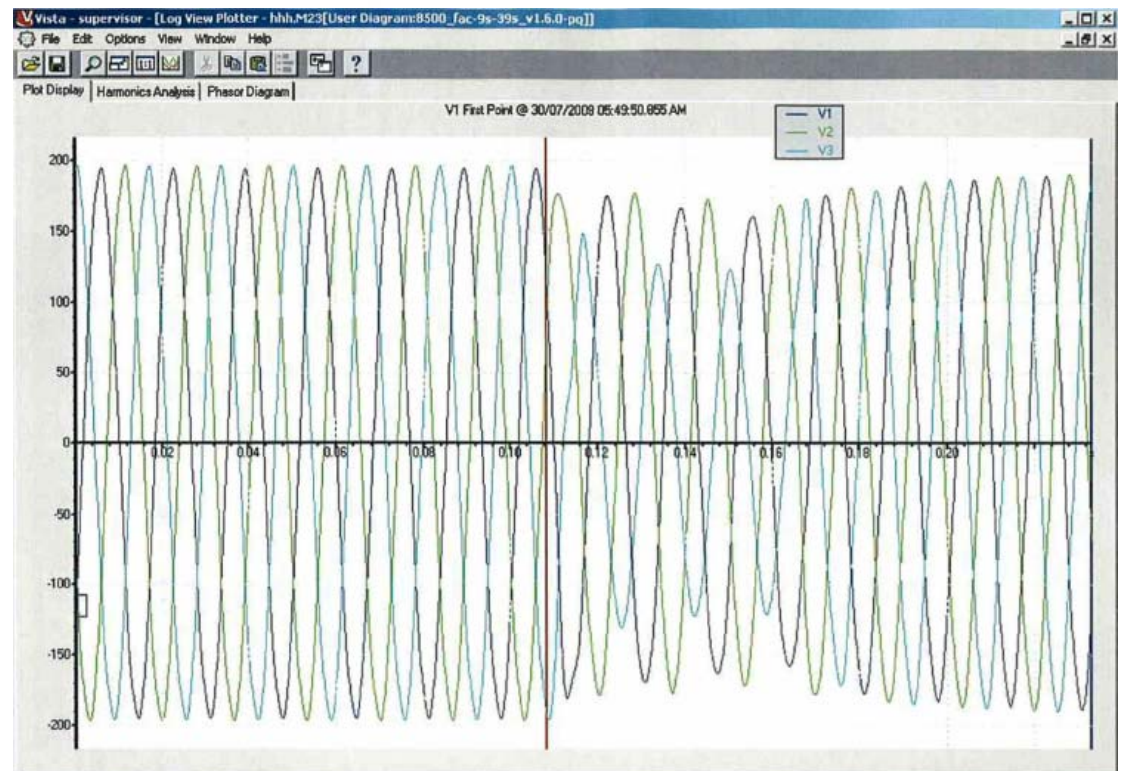 Vista - supervisor - [Log View Plotter - hhh.M23[User Diagram:8500_fac-9s-39s_v1.6.0-pq]]
File Edit Options View Window Help
Plot Display Harmonics Analysis Phasor Diagram
V1 First Point @ 30/07/2008 05:49:50.855 AM
V1
V2
V3
200
150
100
50
0
0.02 0.04 0.06 0.08 0.10 0.12 0.14 0.16 0.18 0.20
-50
-100
-150
-200